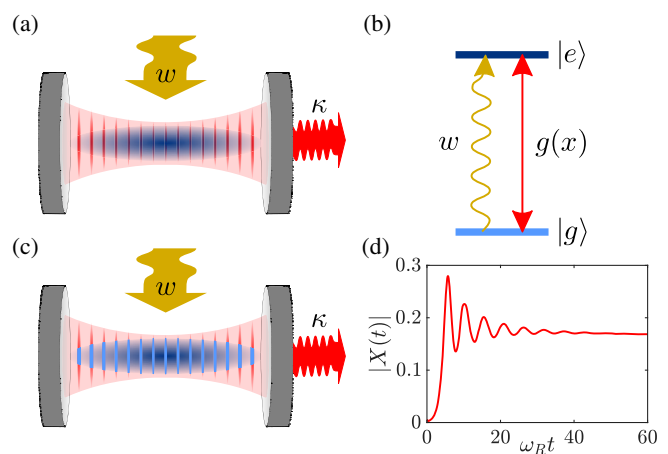 (a)
w
κ
(b)
|e⟩
w
g(x)
|g⟩
(c)
w
κ
(d)
|X(t)|
0.3
0.2
0.1
0
0 20 40 60
ω_R t